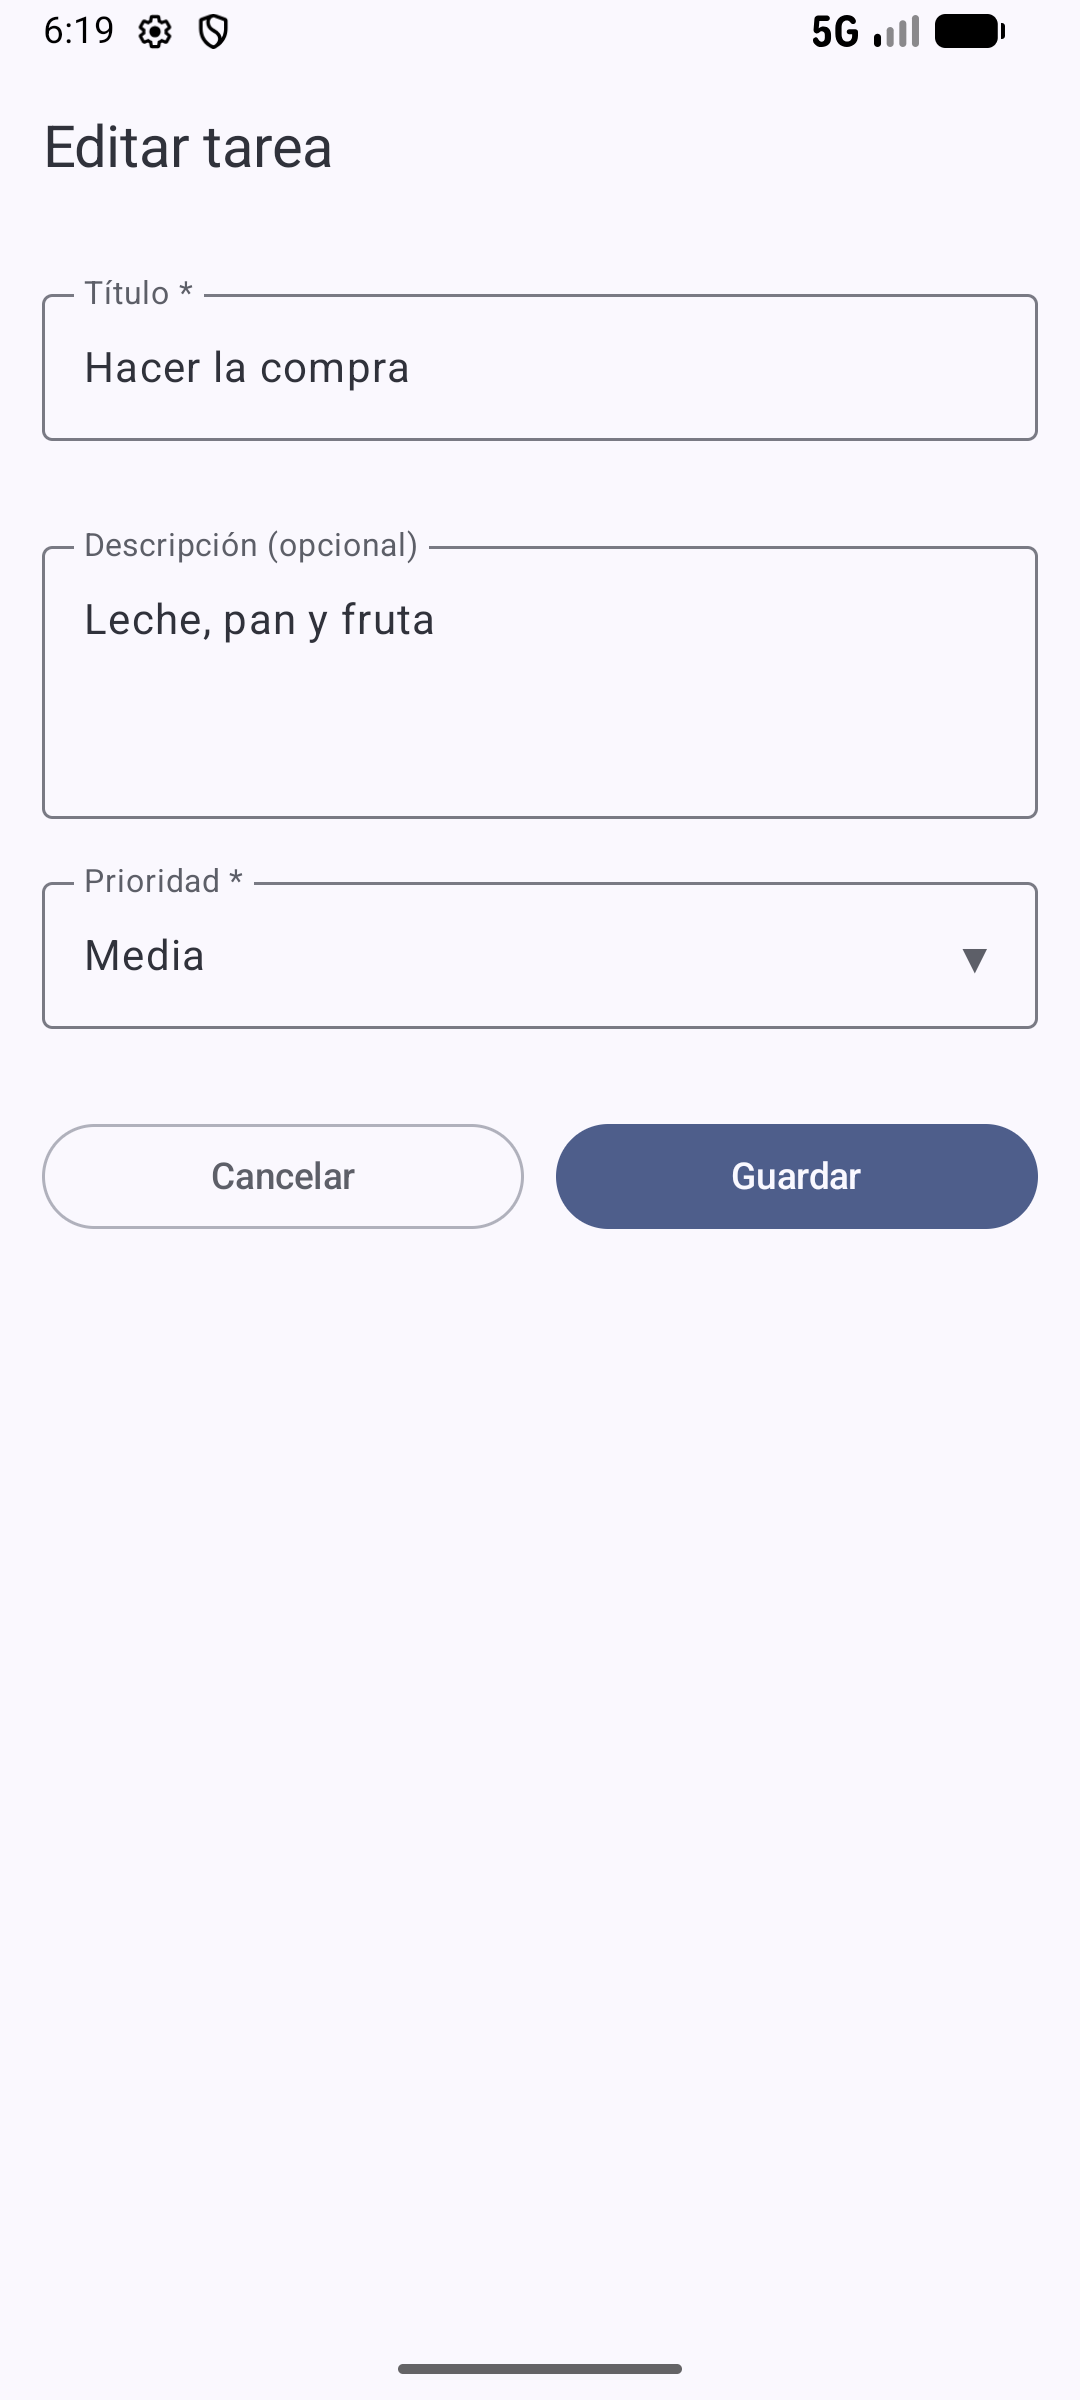 6:19
5G
Editar tarea
Título *
Hacer la compra
Descripción (opcional)
Leche, pan y fruta
Prioridad *
Media
Cancelar
Guardar